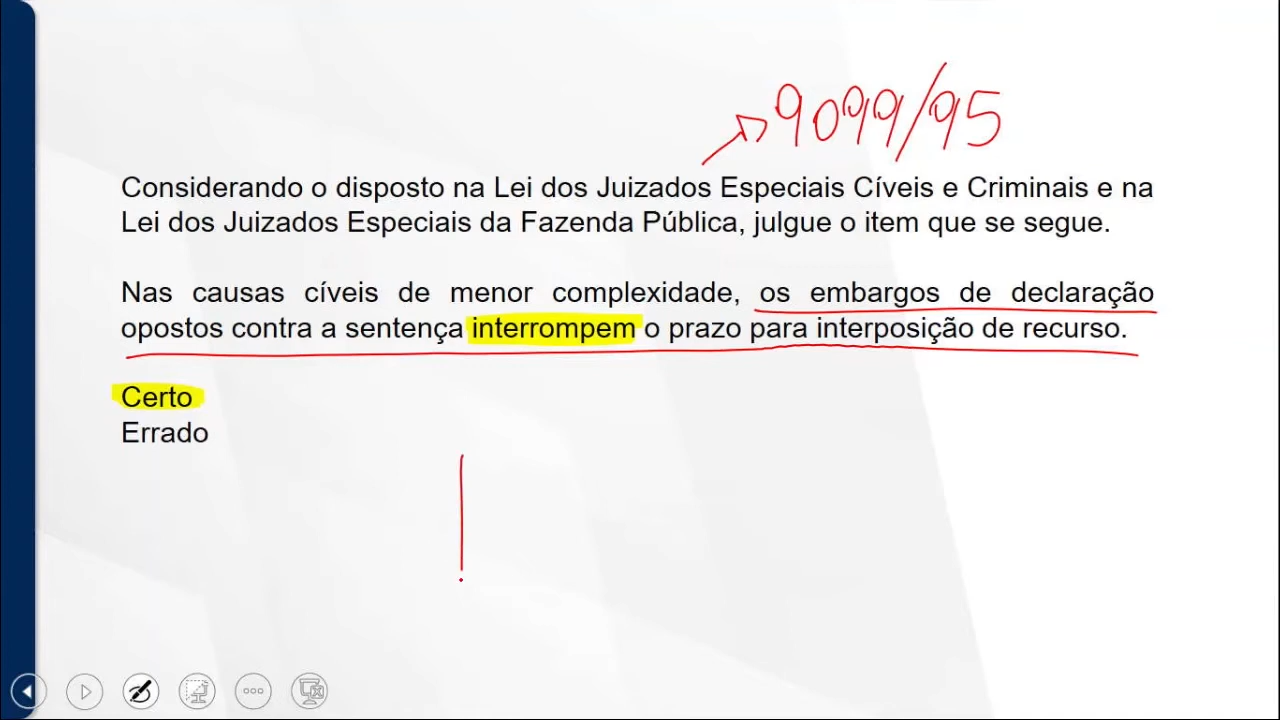 9099/95
Considerando o disposto na Lei dos Juizados Especiais Cíveis e Criminais e na
Lei dos Juizados Especiais da Fazenda Pública, julgue o item que se segue.
Nas causas cíveis de menor complexidade, os embargos de declaração
opostos contra a sentença interrompem o prazo para interposição de recurso.
Certo
Errado